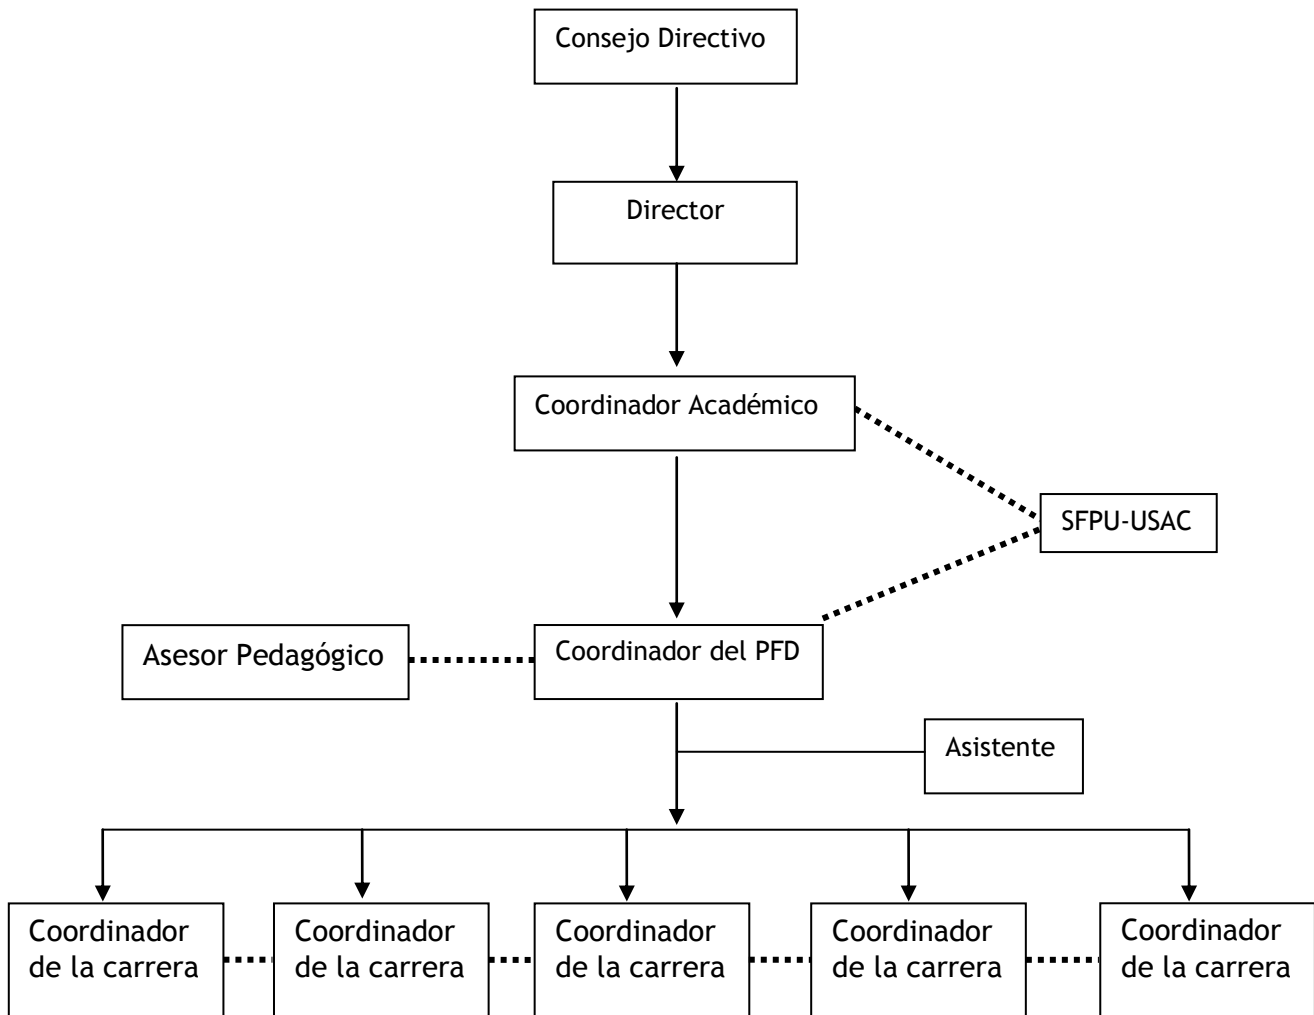 Consejo Directivo
Director
Coordinador Académico
SFPU-USAC
Asesor Pedagógico
Coordinador del PFD
Asistente
Coordinador
de la carrera
Coordinador
de la carrera
Coordinador
de la carrera
Coordinador
de la carrera
Coordinador
de la carrera